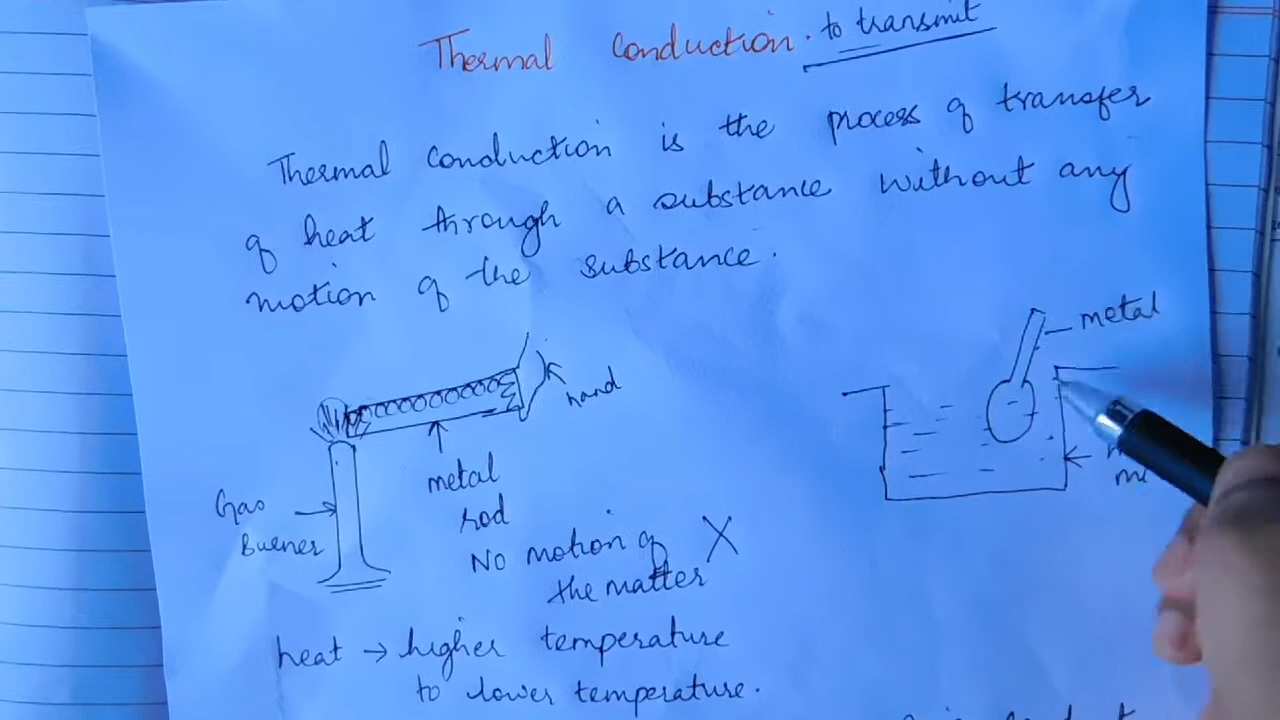 Thermal Conduction. to transmit
Thermal Conduction is the process of transfer
of heat through a substance without any
motion of the substance.
metal
hand
metal
rod
Gas
Burner
No motion of X
the matter
heat → higher temperature
to lower temperature.